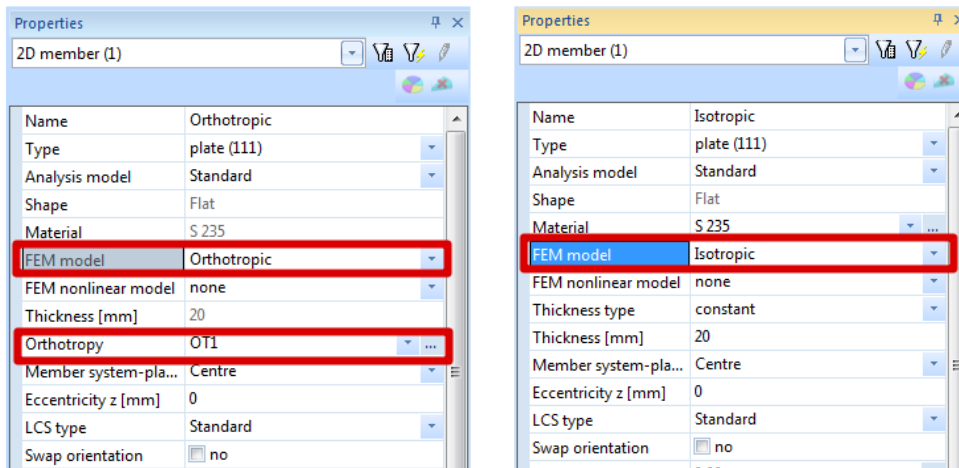 Properties
2D member (1)
Name Orthotropic
Type plate (111)
Analysis model Standard
Shape Flat
Material S 235
FEM model Orthotropic
FEM nonlinear model none
Thickness [mm] 20
Orthotropy OT1 ...
Member system-pla... Centre
Eccentricity z [mm] 0
LCS type Standard
Swap orientation no
Properties
2D member (1)
Name Isotropic
Type plate (111)
Analysis model Standard
Shape Flat
Material S 235 ...
FEM model Isotropic
FEM nonlinear model none
Thickness type constant
Thickness [mm] 20
Member system-pla... Centre
Eccentricity z [mm] 0
LCS type Standard
Swap orientation no